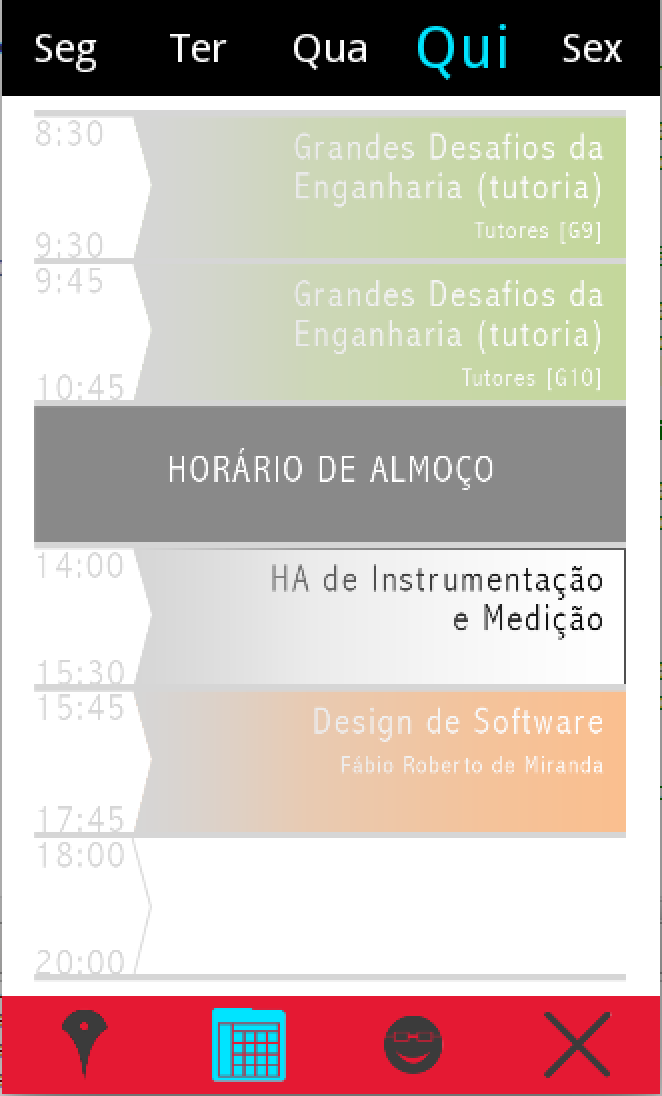 Seg Ter Qua Qui Sex
8:30
Grandes Desafios da
Enganharia (tutoria)
Tutores [G9]
9:30
9:45
Grandes Desafios da
Enganharia (tutoria)
Tutores [G10]
10:45
HORÁRIO DE ALMOÇO
14:00
HA de Instrumentação
e Medição
15:30
15:45
Design de Software
Fábio Roberto de Miranda
17:45
18:00
20:00